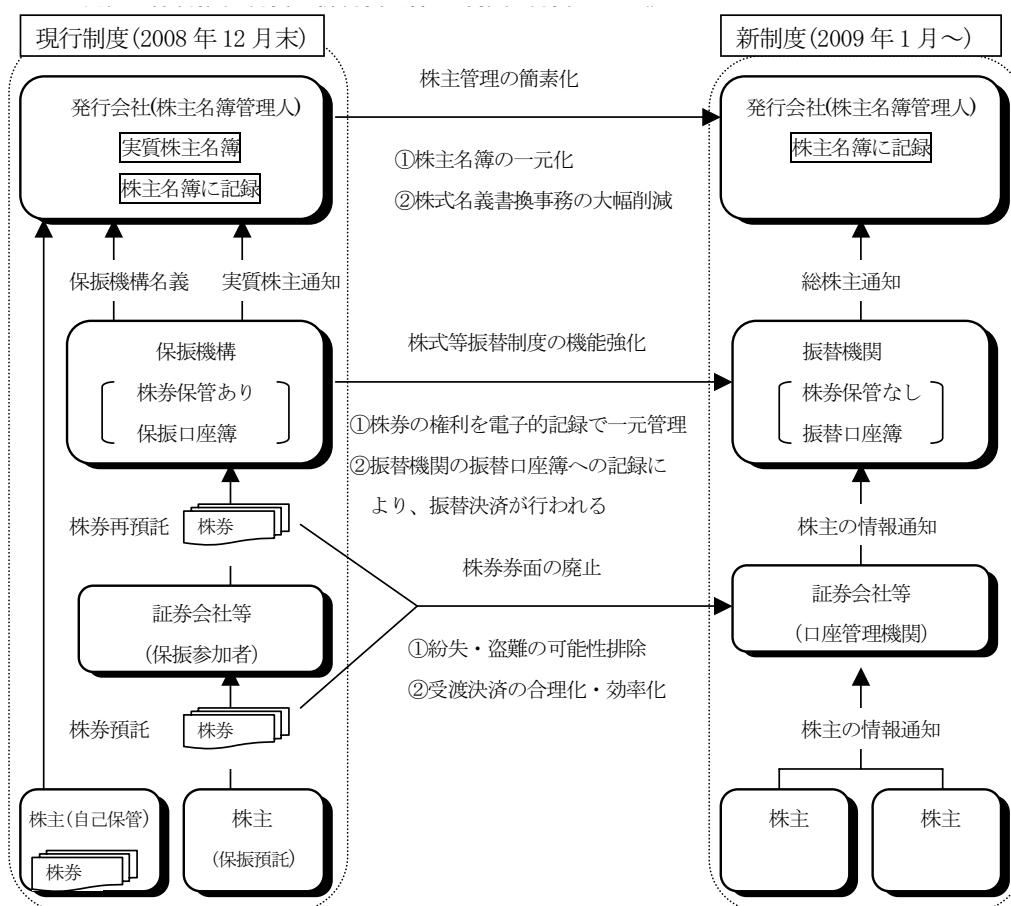 現行制度(2008年12月末)
発行会社(株主名簿管理人)
実質株主名簿
株主名簿に記録
保振機構名義
実質株主通知
保振機構
株券保管あり
保振口座簿
株券再預託
株券
証券会社等
(保振参加者)
株券預託
株券
株主(自己保管)
株券
株主
(保振預託)
株主管理の簡素化
①株主名簿の一元化
②株式名義書換事務の大幅削減
株式等振替制度の機能強化
①株券の権利を電子的記録で一元管理
②振替機関の振替口座簿への記録に
より、振替決済が行われる
株券券面の廃止
①紛失・盗難の可能性排除
②受渡決済の合理化・効率化
新制度(2009年1月～)
発行会社(株主名簿管理人)
株主名簿に記録
総株主通知
振替機関
株券保管なし
振替口座簿
株主の情報通知
証券会社等
(口座管理機関)
株主の情報通知
株主
株主